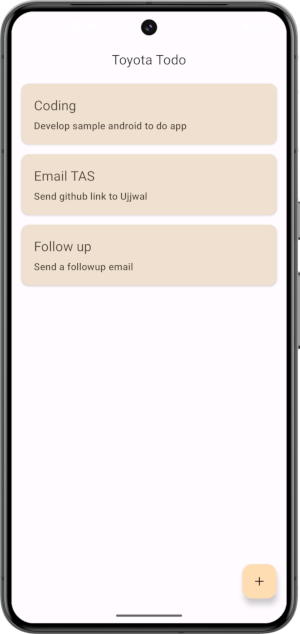 Toyota Todo
Coding
Develop sample android to do app
Email TAS
Send github link to Ujjwal
Follow up
Send a followup email
+